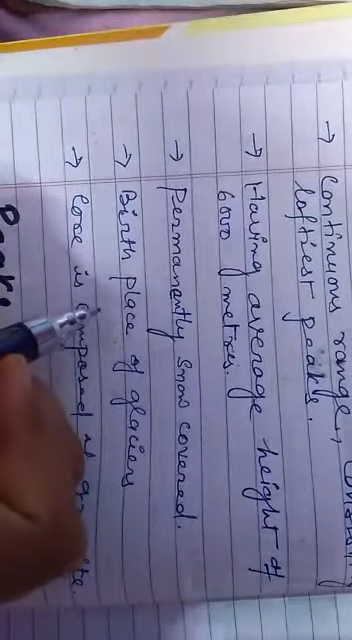 → Continuous range,
loftiest peaks.
→ Having average height of
6000 metres.
→ Permanently snow covered.
→ Birth place of glaciers
→ Core is composed
Peaks